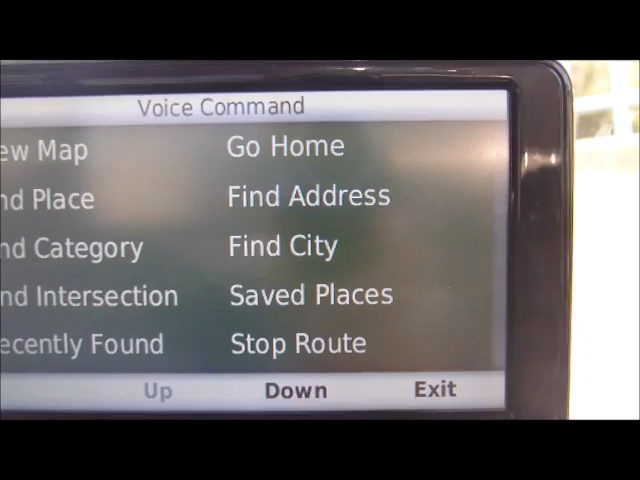 Voice Command
ew Map Go Home
nd Place Find Address
nd Category Find City
nd Intersection Saved Places
ecently Found Stop Route
Up Down Exit